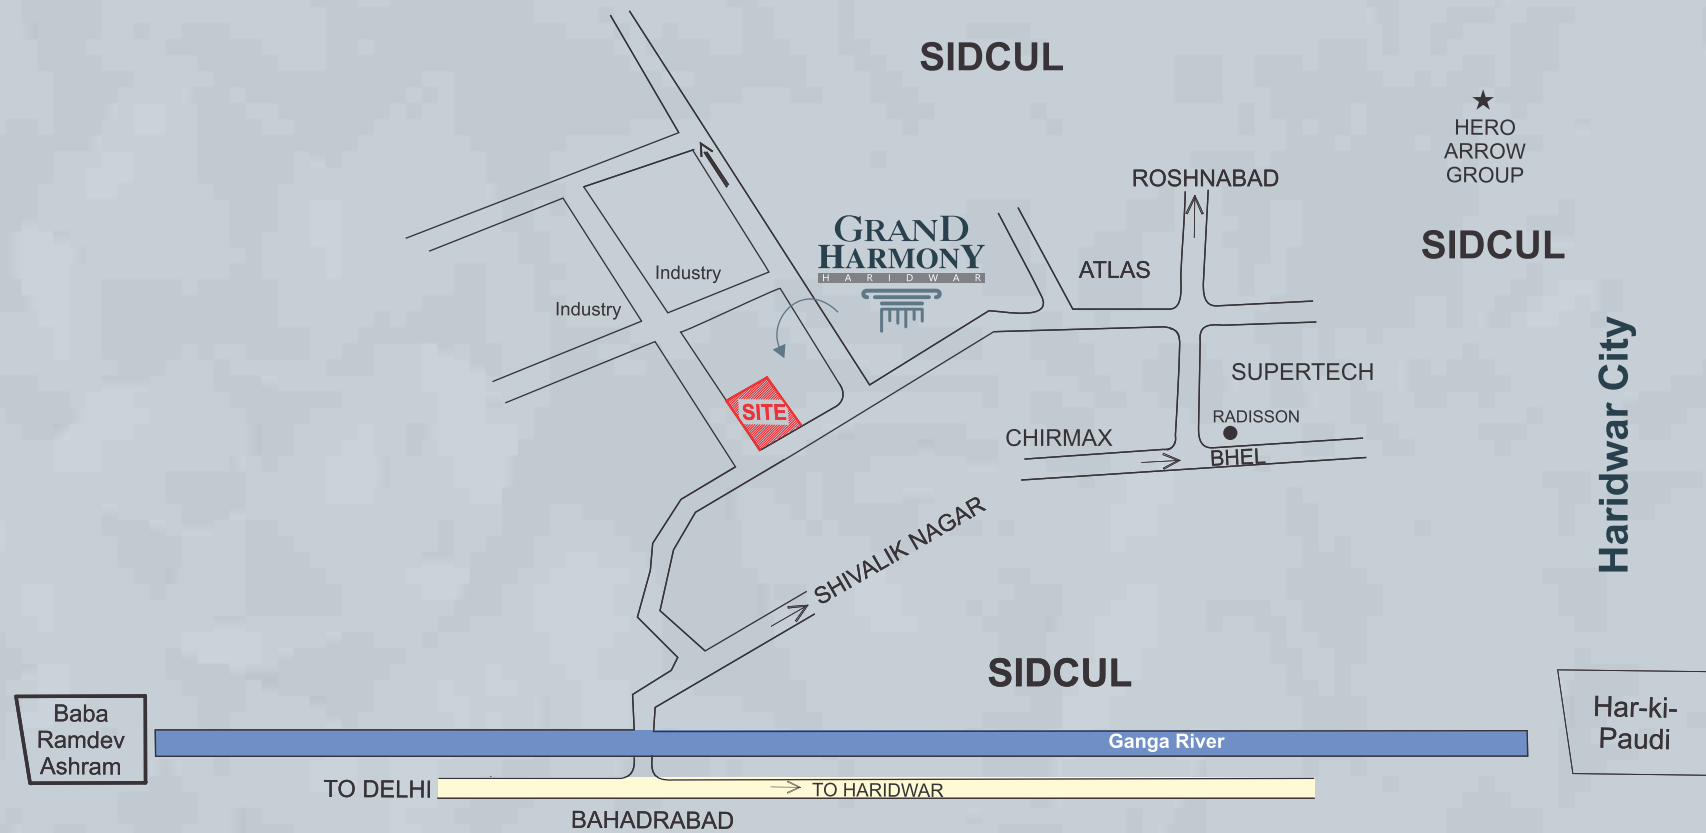 SIDCUL
HERO
ARROW
GROUP
ROSHNABAD
GRAND
HARMONY
HARIDWAR
SIDCUL
ATLAS
Industry
Industry
Haridwar City
SUPERTECH
SITE
RADISSON
CHIRMAX
BHEL
SHIVALIK NAGAR
SIDCUL
Baba
Ramdev
Ashram
Har-ki-
Paudi
Ganga River
TO DELHI
TO HARIDWAR
BAHADRABAD